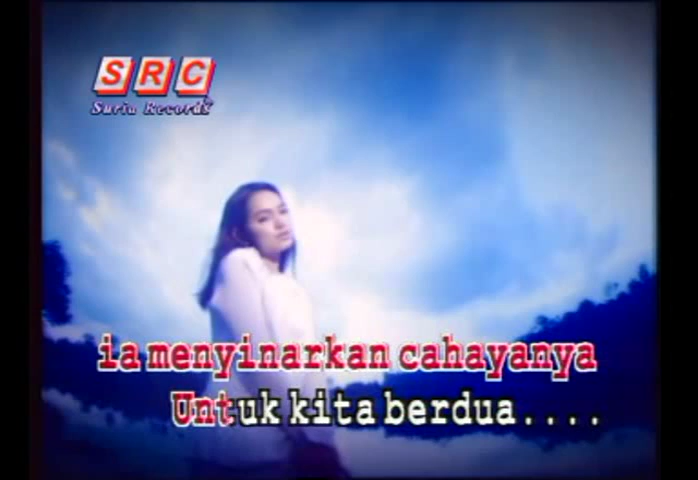 SRC
Suria Records
ia menyinarkan cahayanya
Untuk kita berdua....